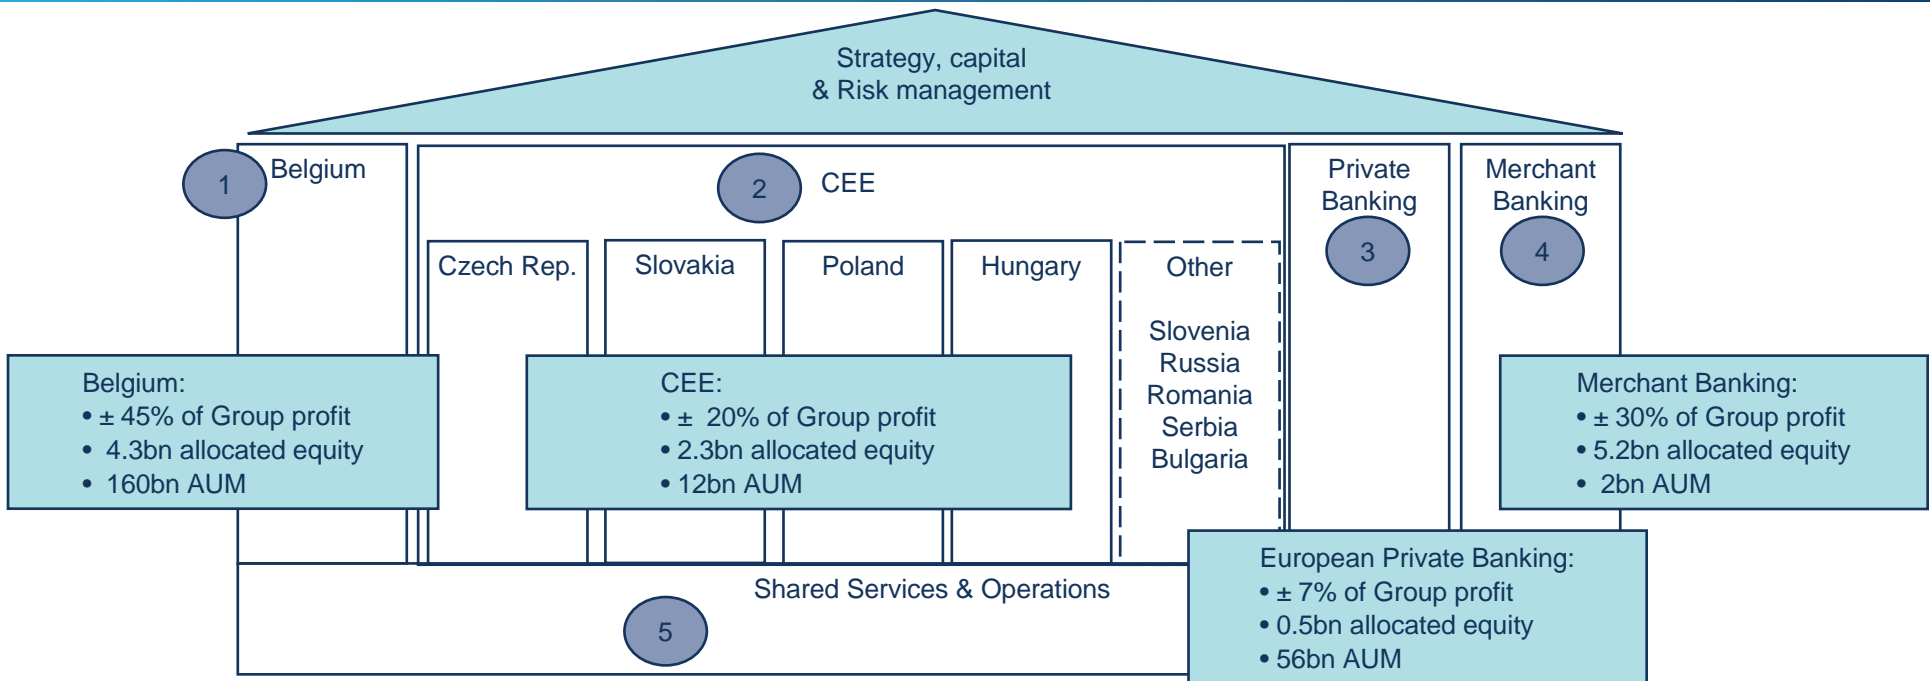 Strategy, capital
& Risk management
1
Belgium
2
CEE
Private
Banking
3
Merchant
Banking
4
Czech Rep.
Slovakia
Poland
Hungary
Other
Slovenia
Russia
Romania
Serbia
Bulgaria
Belgium:
• ± 45% of Group profit
• 4.3bn allocated equity
• 160bn AUM
CEE:
• ± 20% of Group profit
• 2.3bn allocated equity
• 12bn AUM
Merchant Banking:
• ± 30% of Group profit
• 5.2bn allocated equity
• 2bn AUM
European Private Banking:
• ± 7% of Group profit
• 0.5bn allocated equity
• 56bn AUM
Shared Services & Operations
5